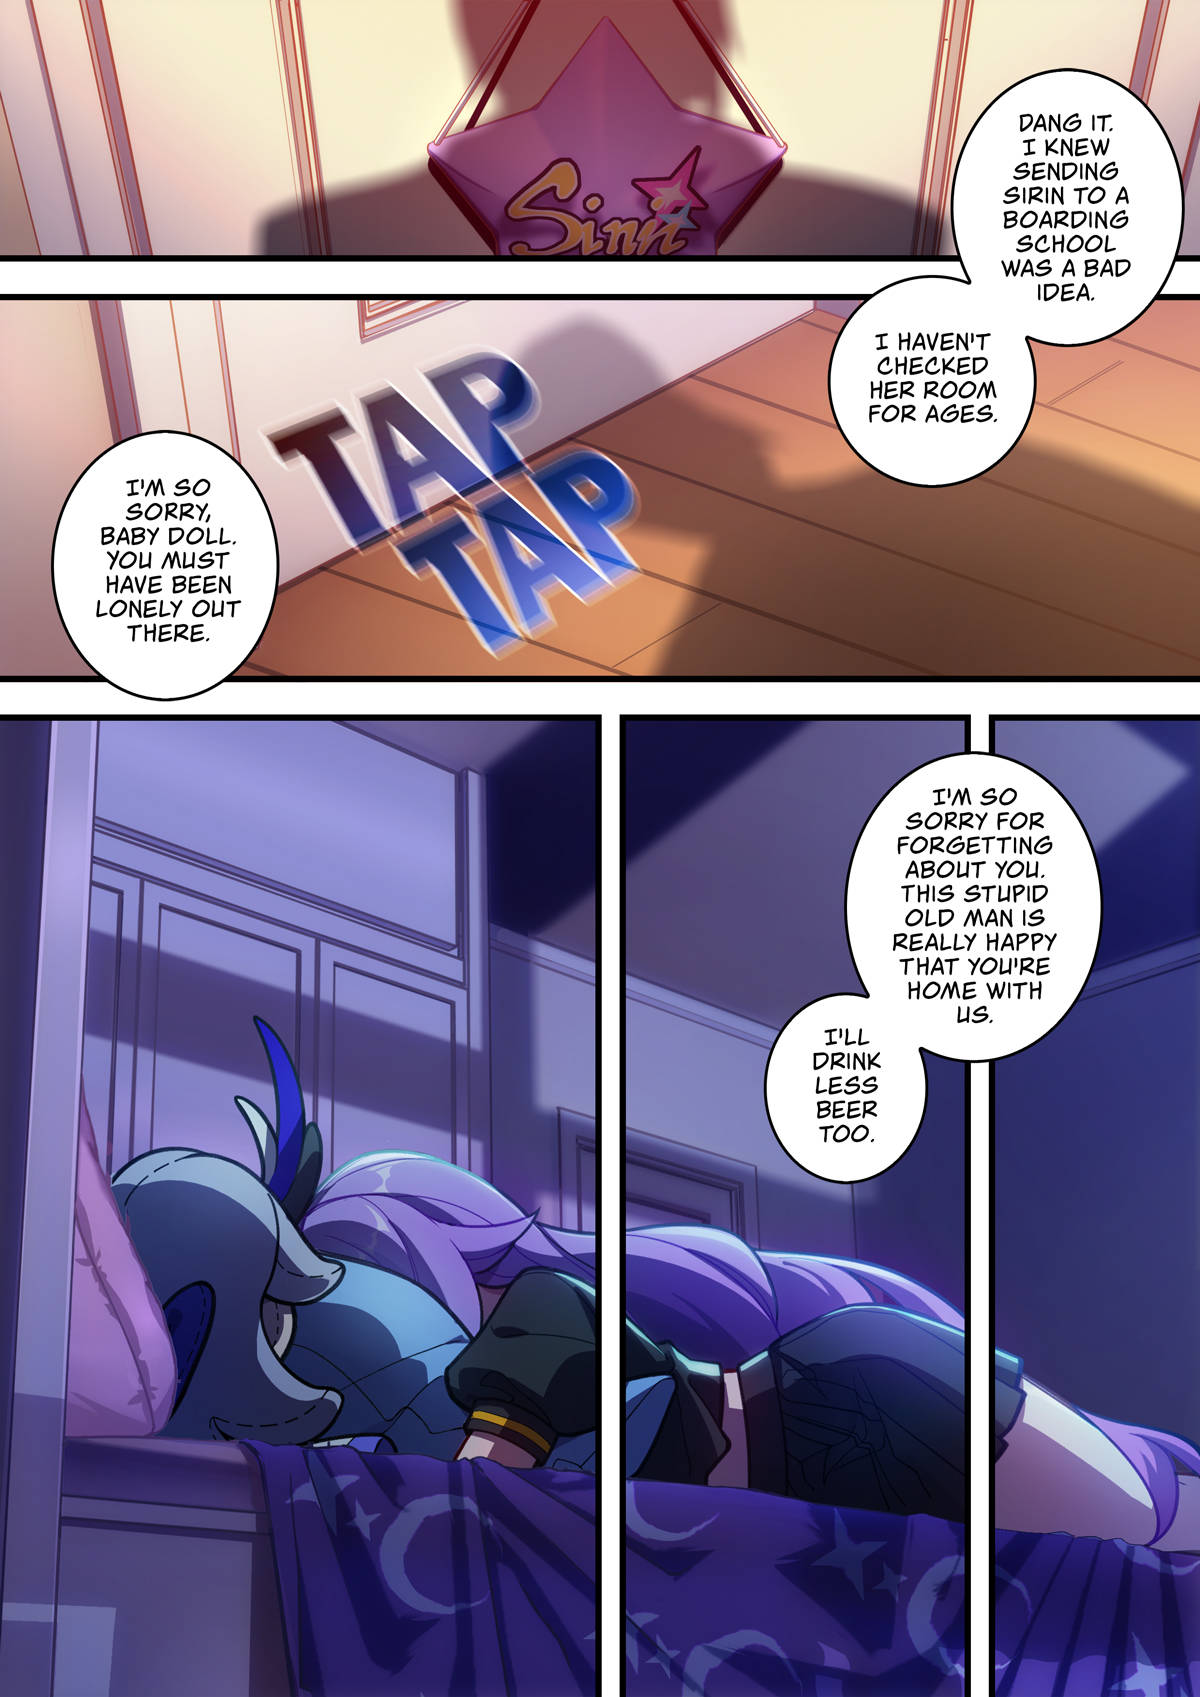 Sirin
DANG IT.
I KNEW
SENDING
SIRIN TO A
BOARDING
SCHOOL
WAS A BAD
IDEA.
I HAVEN'T
CHECKED
HER ROOM
FOR AGES.
TAP
TAP
I'M SO
SORRY,
BABY DOLL.
YOU MUST
HAVE BEEN
LONELY OUT
THERE.
I'M SO
SORRY FOR
FORGETTING
ABOUT YOU.
THIS STUPID
OLD MAN IS
REALLY HAPPY
THAT YOU'RE
HOME WITH
US.
I'LL
DRINK
LESS
BEER
TOO.